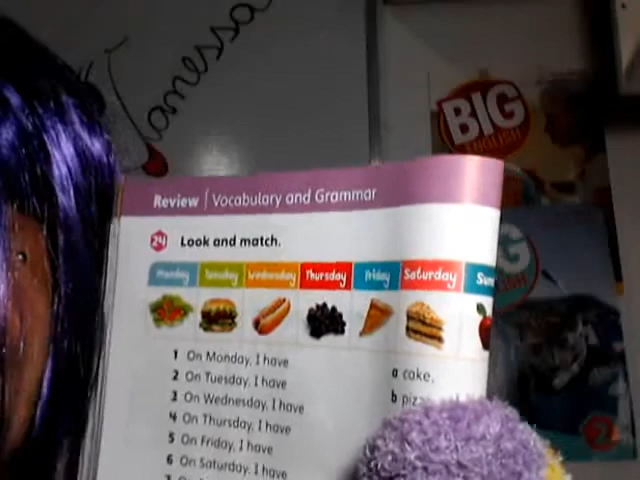 Vanessa
BIG
ENGLISH
Review | Vocabulary and Grammar
24 Look and match.
Monday Tuesday Wednesday Thursday Friday Saturday
1 On Monday, I have
2 On Tuesday, I have
3 On Wednesday, I have
4 On Thursday, I have
5 On Friday, I have
6 On Saturday, I have
a cake.
b
2